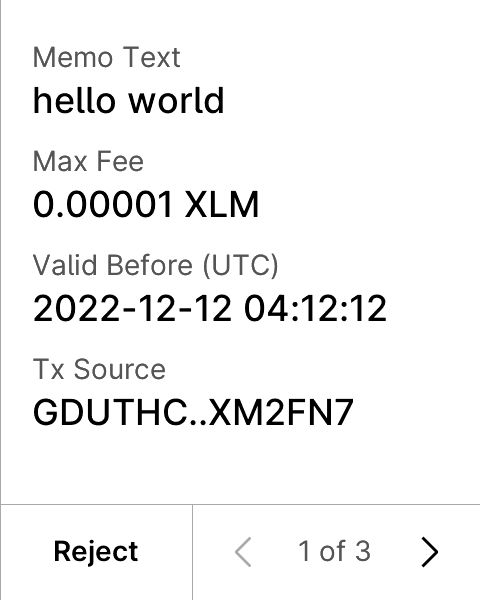 Memo Text
hello world
Max Fee
0.00001 XLM
Valid Before (UTC)
2022-12-12 04:12:12
Tx Source
GDUTHC..XM2FN7
Reject
1 of 3